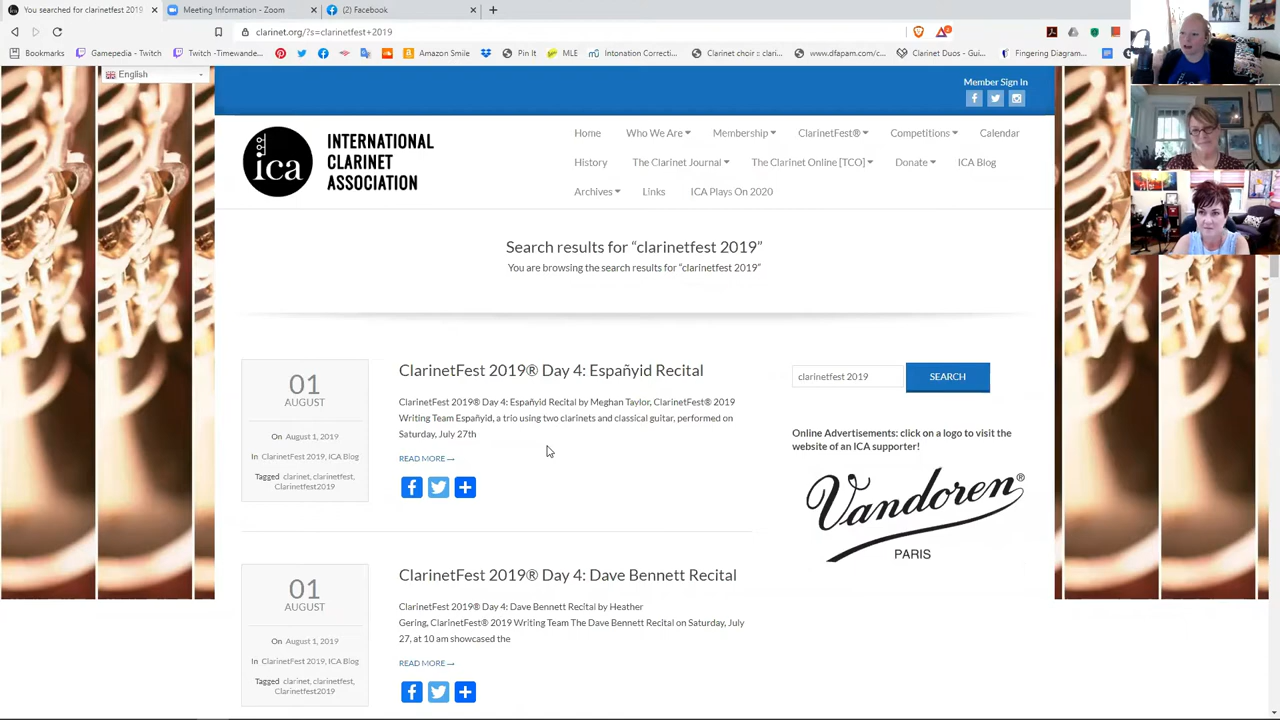 You searched for clarinetfest 2019
Meeting Information - Zoom
(2) Facebook
clarinet.org/?s=clarinetfest+2019
Bookmarks
Gamepedia - Twitch
Twitch -Timewande...
Amazon Smile
Pin It
MLE
Intonation Correcti...
Clarinet choir :: clari...
www.dfapam.com/c...
Clarinet Duos - Gui...
Fingering Diagram...
English
Member Sign In
ica
INTERNATIONAL
CLARINET
ASSOCIATION
Home
Who We Are
Membership
ClarinetFest®
Competitions
Calendar
History
The Clarinet Journal
The Clarinet Online [TCO]
Donate
ICA Blog
Archives
Links
ICA Plays On 2020
Search results for “clarinetfest 2019”
You are browsing the search results for “clarinetfest 2019”
01
AUGUST
On August 1, 2019
In ClarinetFest 2019, ICA Blog
Tagged clarinet, clarinetfest,
Clarinetfest2019
ClarinetFest 2019® Day 4: Españyid Recital
ClarinetFest 2019® Day 4: Españyid Recital by Meghan Taylor, ClarinetFest® 2019
Writing Team Españyid, a trio using two clarinets and classical guitar, performed on
Saturday, July 27th
READ MORE →
clarinetfest 2019
SEARCH
Online Advertisements: click on a logo to visit the
website of an ICA supporter!
Vandoren®
PARIS
01
AUGUST
On August 1, 2019
In ClarinetFest 2019, ICA Blog
Tagged clarinet, clarinetfest,
Clarinetfest2019
ClarinetFest 2019® Day 4: Dave Bennett Recital
ClarinetFest 2019® Day 4: Dave Bennett Recital by Heather
Gering, ClarinetFest® 2019 Writing Team The Dave Bennett Recital on Saturday, July
27, at 10 am showcased the
READ MORE →